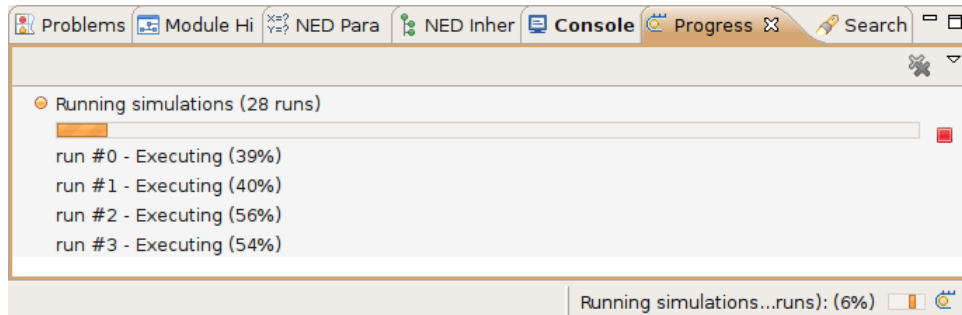 Problems Module Hi NED Para NED Inher Console Progress Search
Running simulations (28 runs)
run #0 - Executing (39%)
run #1 - Executing (40%)
run #2 - Executing (56%)
run #3 - Executing (54%)
Running simulations...runs): (6%)